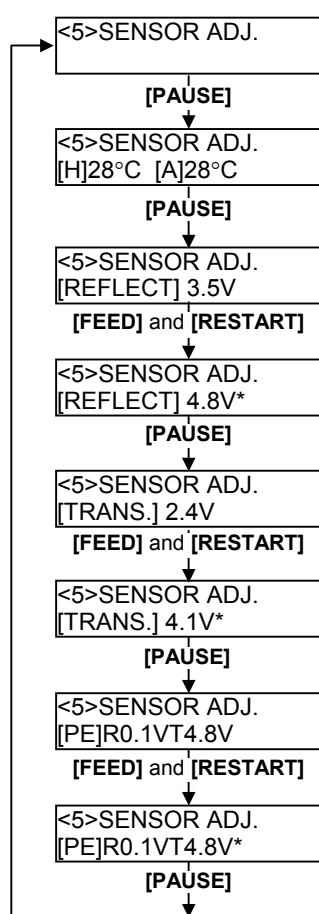 <5>SENSOR ADJ.
[PAUSE]
<5>SENSOR ADJ.
[H]28°C [A]28°C
[PAUSE]
<5>SENSOR ADJ.
[REFLECT] 3.5V
[FEED] and [RESTART]
<5>SENSOR ADJ.
[REFLECT] 4.8V*
[PAUSE]
<5>SENSOR ADJ.
[TRANS.] 2.4V
[FEED] and [RESTART]
<5>SENSOR ADJ.
[TRANS.] 4.1V*
[PAUSE]
<5>SENSOR ADJ.
[PE]R0.1VT4.8V
[FEED] and [RESTART]
<5>SENSOR ADJ.
[PE]R0.1VT4.8V*
[PAUSE]